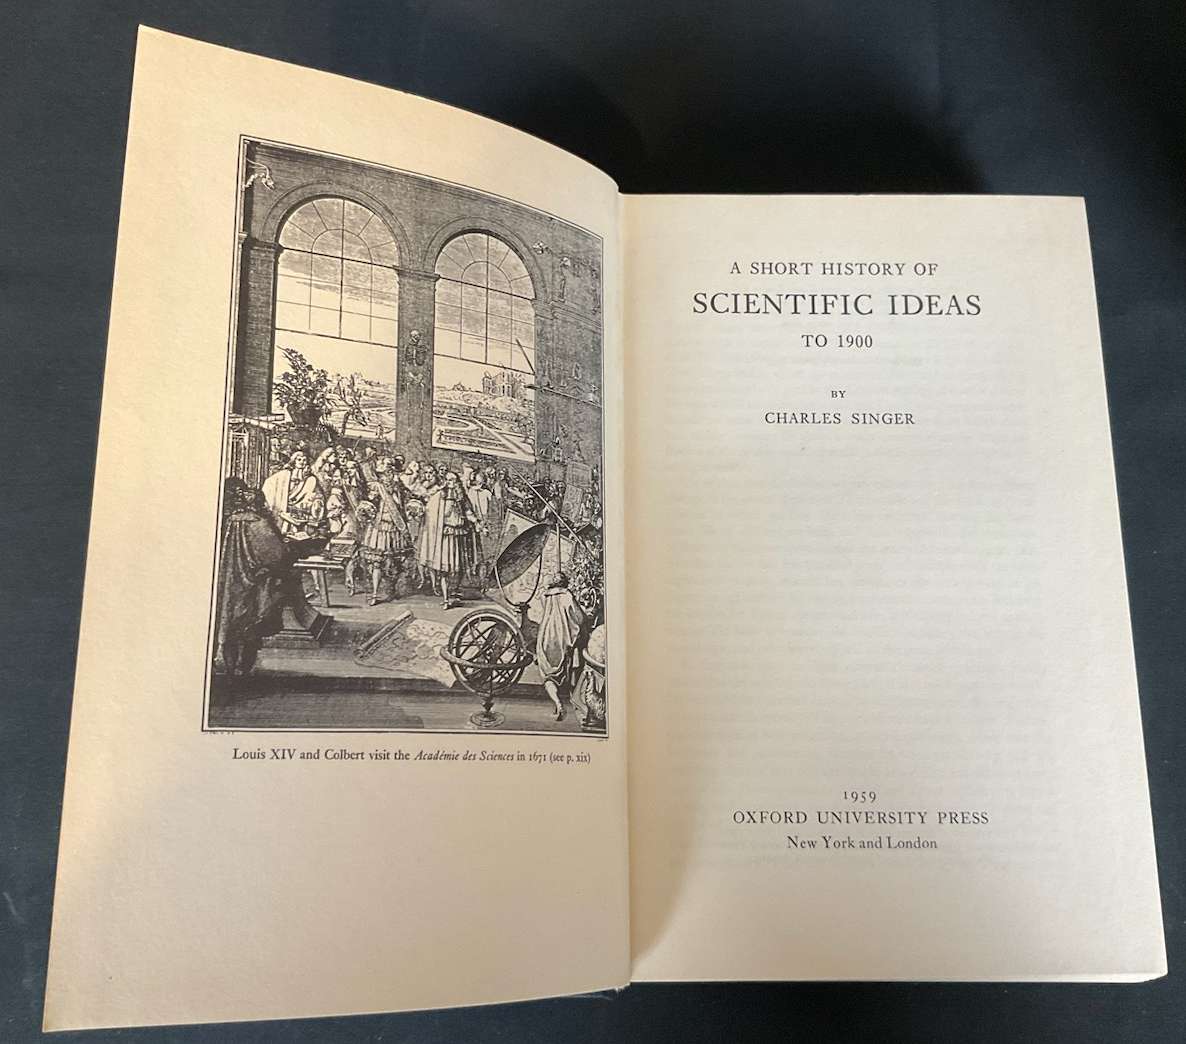 Louis XIV and Colbert visit the Académie des Sciences in 1671 (see p. xix)
A SHORT HISTORY OF
SCIENTIFIC IDEAS
TO 1900
BY
CHARLES SINGER
1959
OXFORD UNIVERSITY PRESS
New York and London